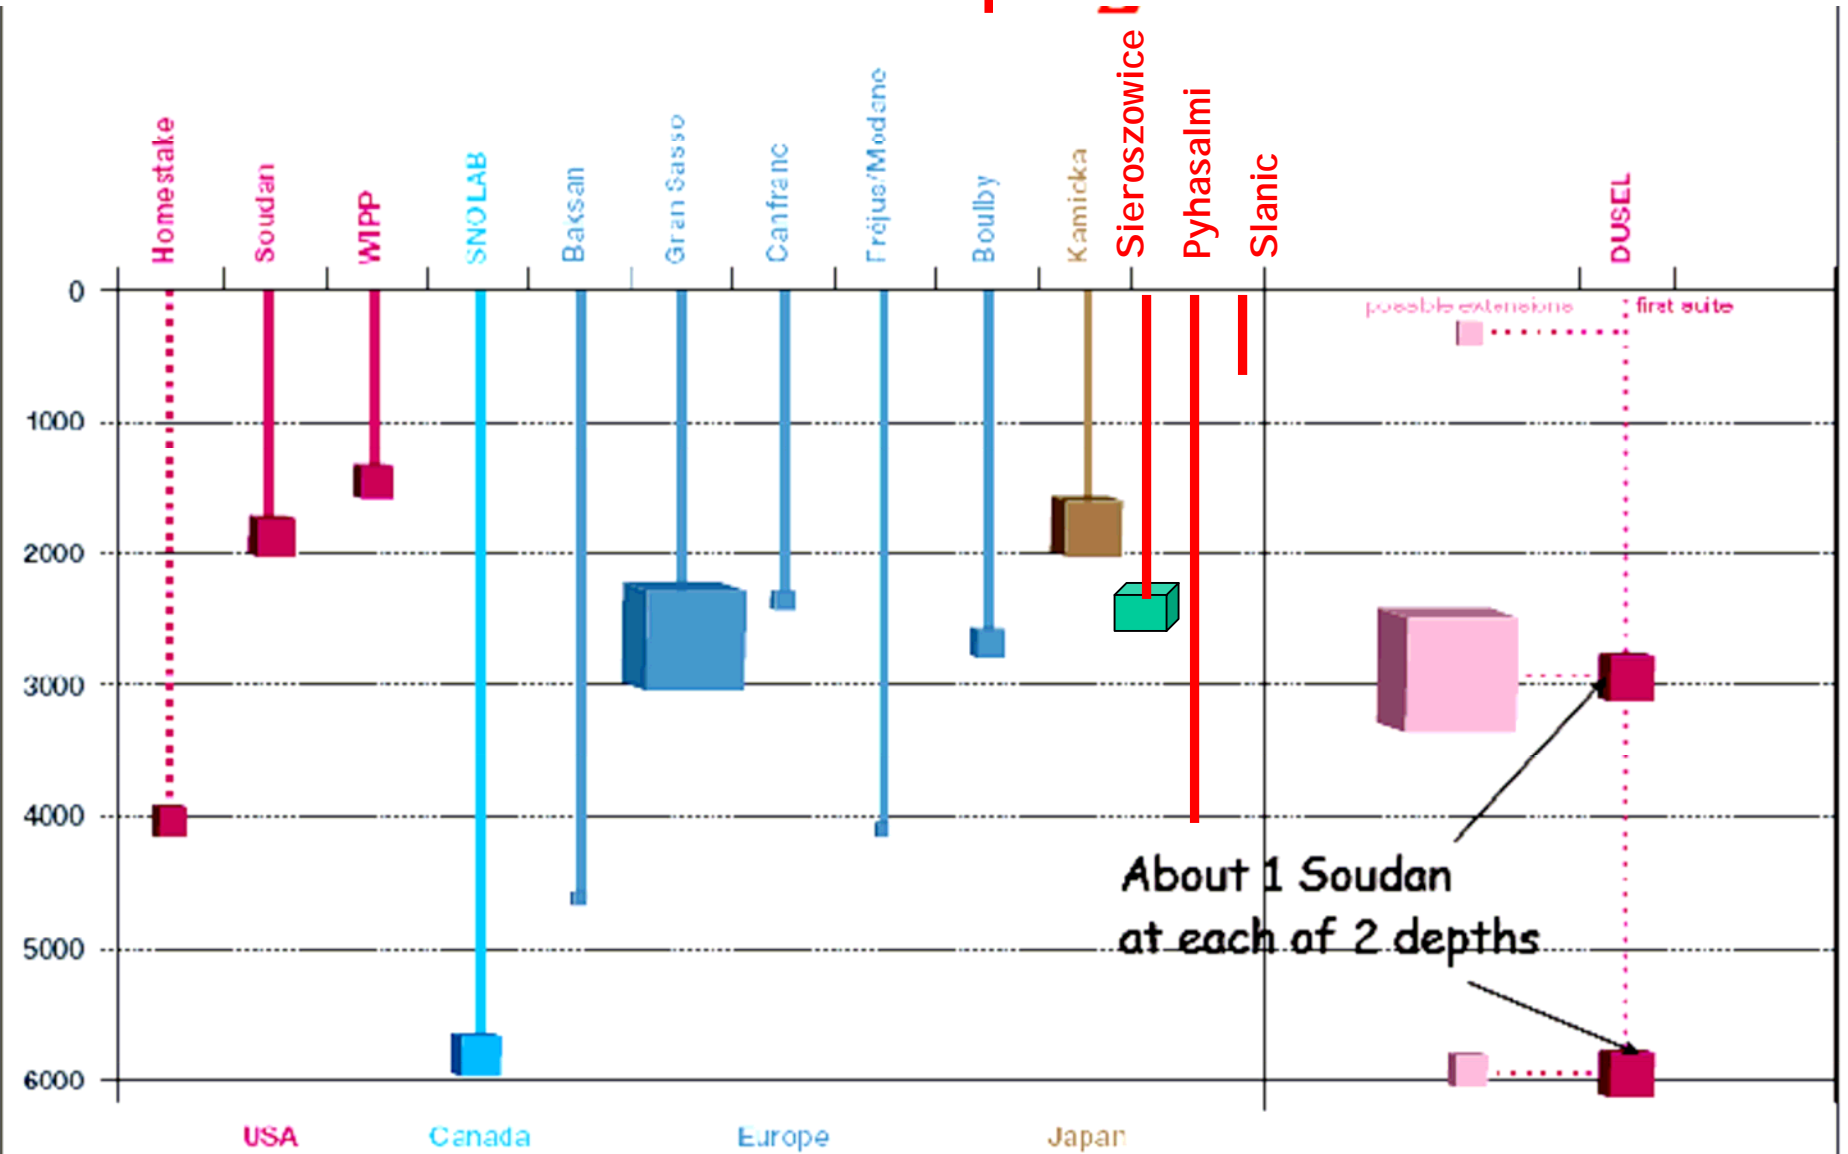 Homestake
Soudan
WIPP
SNOLAB
Baksan
Gran Sasso
Canfranc
Fréjus/Modane
Boulby
Kamioka
Sieroszowice
Pyhasalmi
Slanic
DUSEL
0
possible extensions
first suite
1000
2000
3000
4000
About 1 Soudan
at each of 2 depths
5000
6000
USA
Canada
Europe
Japan